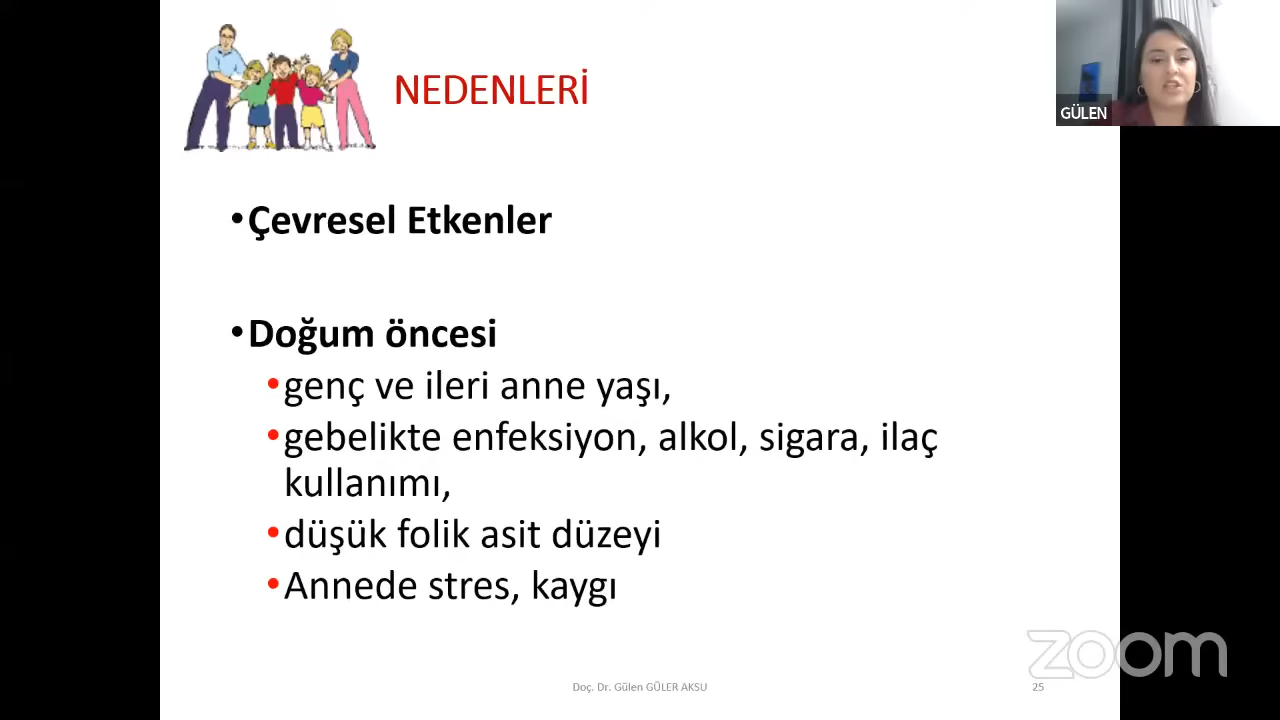 NEDENLERİ
GÜLEN
•Çevresel Etkenler
•Doğum öncesi
•genç ve ileri anne yaşı,
•gebelikte enfeksiyon, alkol, sigara, ilaç
kullanımı,
•düşük folik asit düzeyi
•Annede stres, kaygı
zoom
Doç. Dr. Gülen GÜLER AKSU
25